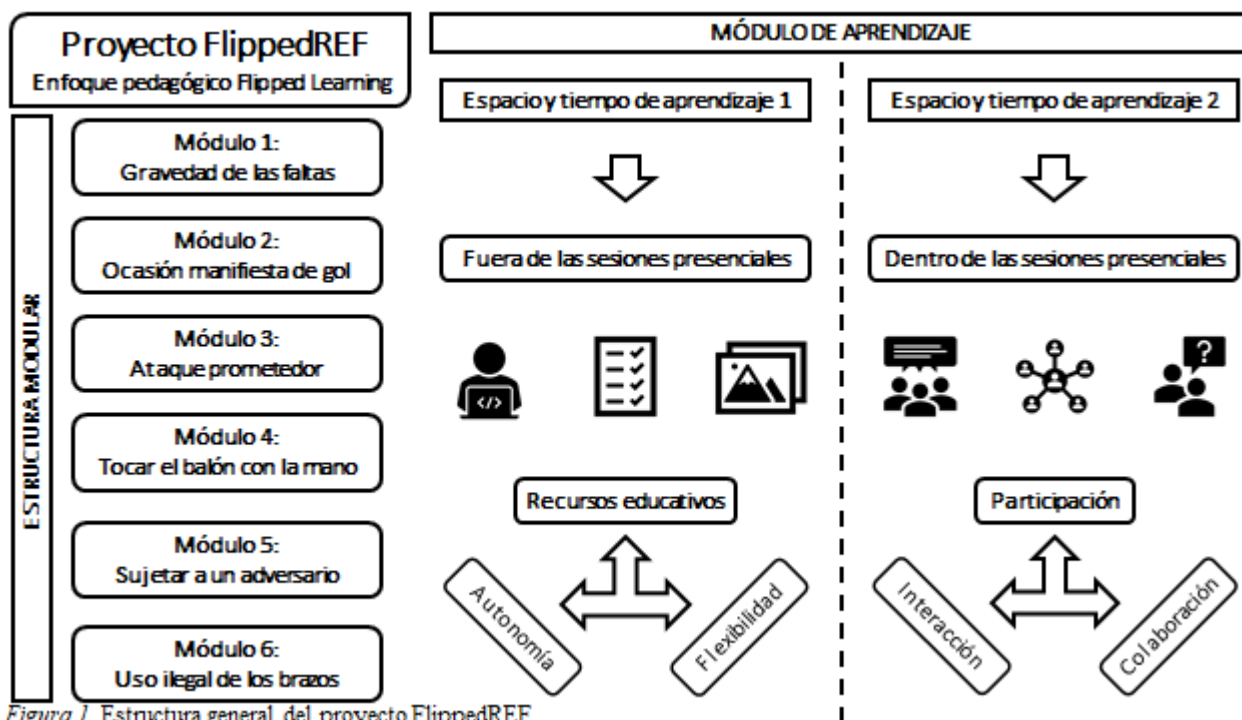 Proyecto FlippedREF
Enfoque pedagógico Flipped Learning
ESTRUCTURA MODULAR
Módulo 1:
Gravedad de las faltas
Módulo 2:
Ocasión manifiesta de gol
Módulo 3:
Ataque prometedor
Módulo 4:
Tocar el balón con la mano
Módulo 5:
Sujetar a un adversario
Módulo 6:
Uso ilegal de los brazos
MÓDULO DE APRENDIZAJE
Espacio y tiempo de aprendizaje 1
Fuera de las sesiones presenciales
</>
Recursos educativos
Autonomía
Flexibilidad
Espacio y tiempo de aprendizaje 2
Dentro de las sesiones presenciales
?
Participación
Interacción
Colaboración
Figura 1. Estructura general del proyecto FlippedREF